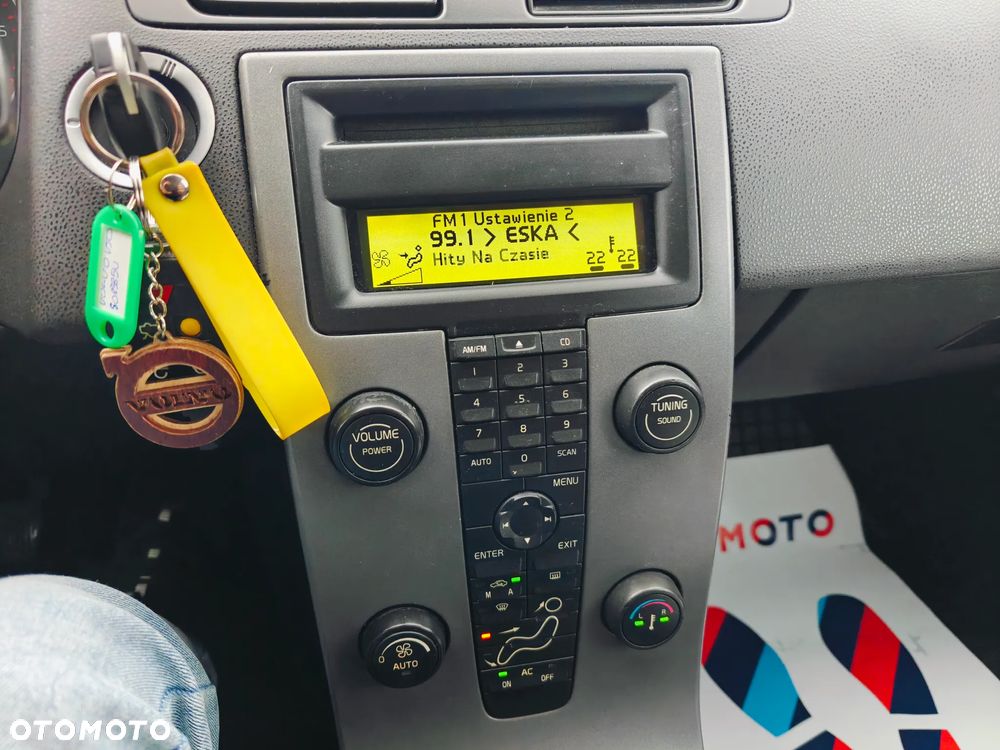 FM1 Ustawienie 2
99.1 > ESKA <
Hity Na Czasie
22 22
AM/FM
CD
1 2 3
4 5 6
7 8 9
AUTO 0 SCAN
MENU
ENTER EXIT
M A
AC
ON OFF
VOLUME
POWER
TUNING
SOUND
0
AUTO
L R
VOLVO
MOTO
OTOMOTO